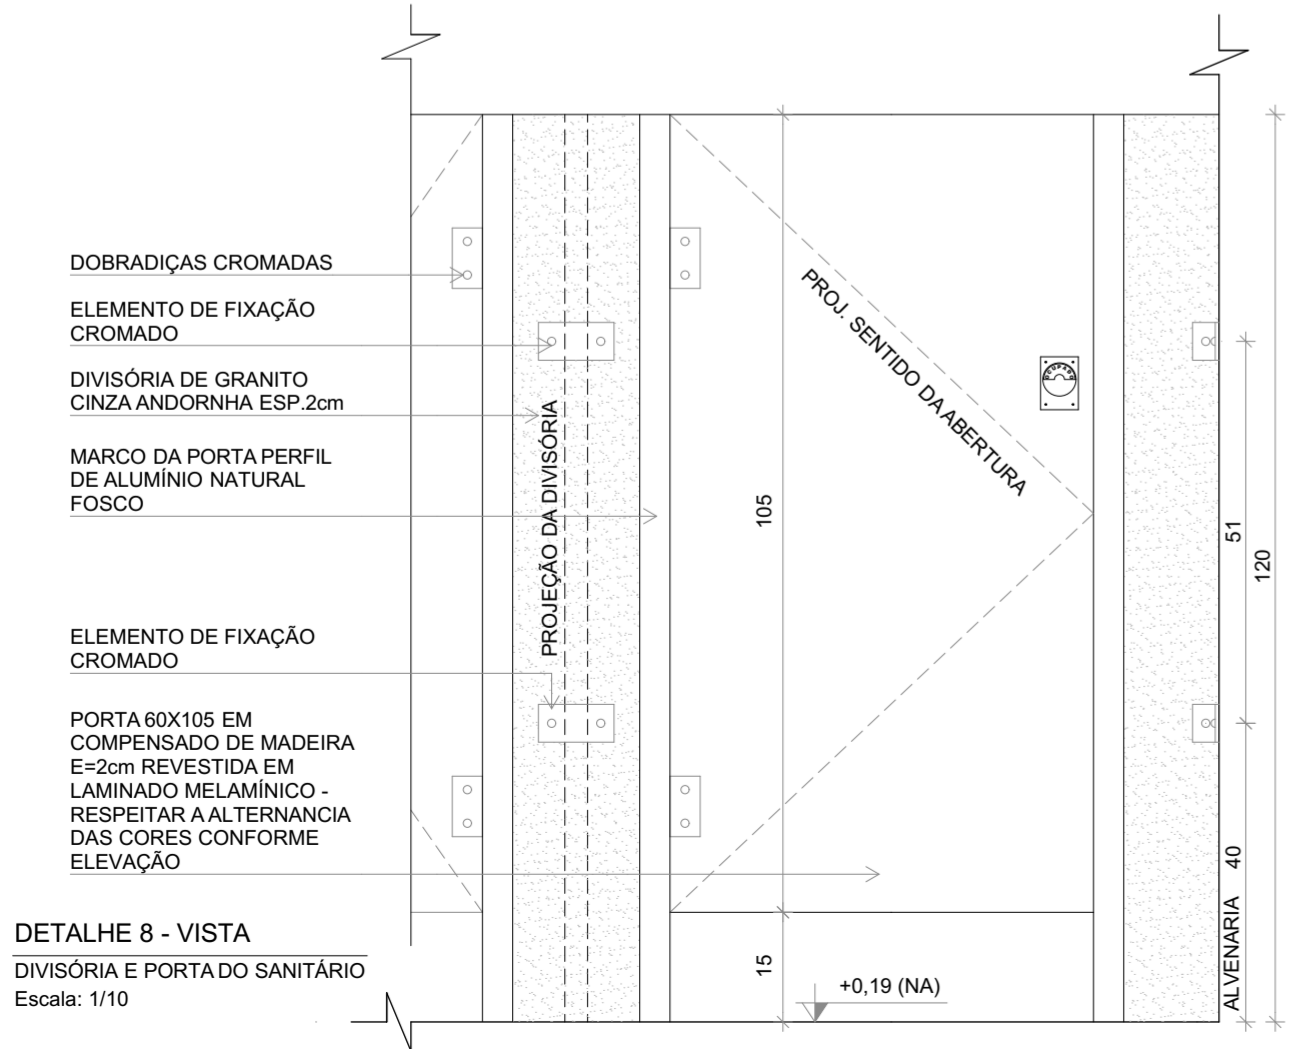 DOBRADIÇAS CROMADAS
ELEMENTO DE FIXAÇÃO
CROMADO
DIVISÓRIA DE GRANITO
CINZA ANDORNHA ESP.2cm
MARCO DA PORTA PERFIL
DE ALUMÍNIO NATURAL
FOSCO
ELEMENTO DE FIXAÇÃO
CROMADO
PORTA 60X105 EM
COMPENSADO DE MADEIRA
E=2cm REVESTIDA EM
LAMINADO MELAMÍNICO -
RESPEITAR A ALTERNANCIA
DAS CORES CONFORME
ELEVAÇÃO
DETALHE 8 - VISTA
DIVISÓRIA E PORTA DO SANITÁRIO
Escala: 1/10
PROJEÇÃO DA DIVISÓRIA
PROJ. SENTIDO DA ABERTURA
OCUPADO
105
15
+0,19 (NA)
51
40
ALVENARIA
120